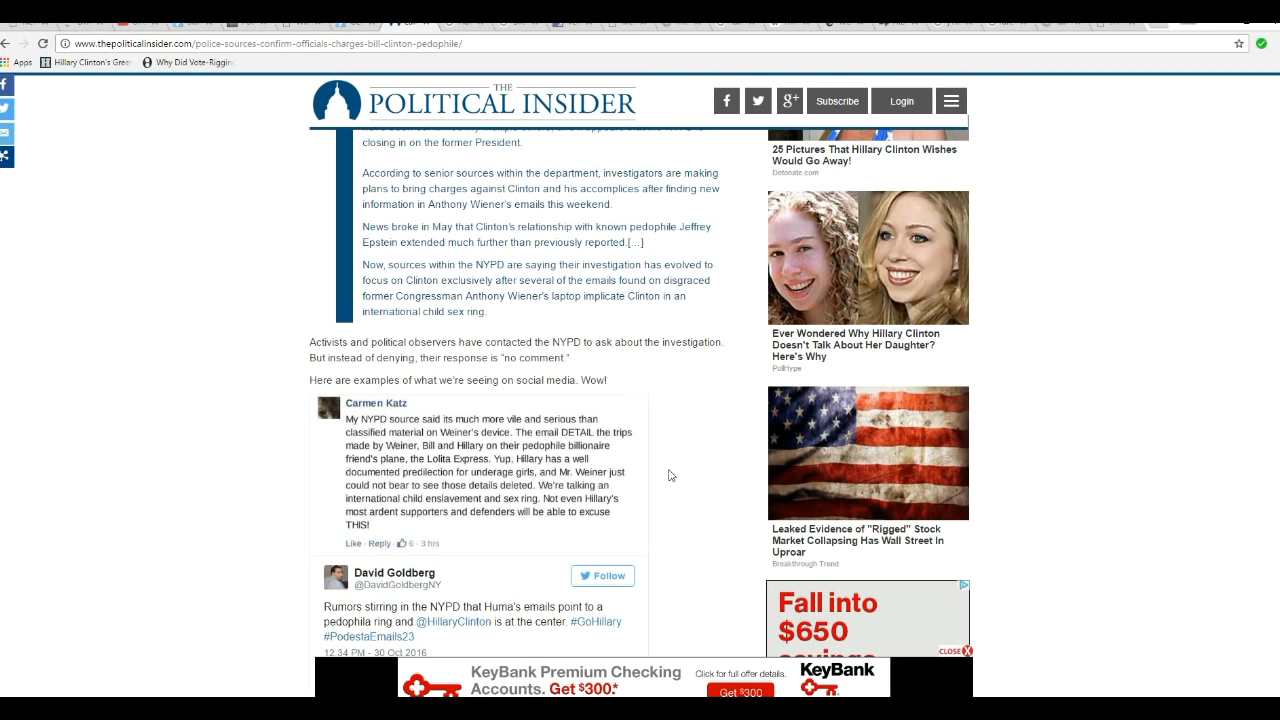 www.thepoliticalinsider.com/police-sources-confirm-officials-charges-bill-clinton-pedophile/
Apps
Hillary Clinton's Gree
Why Did Vote-Riggin
THE
POLITICAL INSIDER
Subscribe
Login
closing in on the former President.
According to senior sources within the department, investigators are making
plans to bring charges against Clinton and his accomplices after finding new
information in Anthony Wiener's emails this weekend.
News broke in May that Clinton's relationship with known pedophile Jeffrey
Epstein extended much further than previously reported.[...]
Now, sources within the NYPD are saying their investigation has evolved to
focus on Clinton exclusively after several of the emails found on disgraced
former Congressman Anthony Wiener's laptop implicate Clinton in an
international child sex ring.
Activists and political observers have contacted the NYPD to ask about the investigation.
But instead of denying, their response is "no comment."
Here are examples of what we're seeing on social media. Wow!
Carmen Katz
My NYPD source said its much more vile and serious than
classified material on Weiner's device. The email DETAIL the trips
made by Weiner, Bill and Hillary on their pedophile billionaire
friend's plane, the Lolita Express. Yup, Hillary has a well
documented predilection for underage girls, and Mr. Weiner just
could not bear to see those details deleted. We're talking an
international child enslavement and sex ring. Not even Hillary's
most ardent supporters and defenders will be able to excuse
THIS!
Like · Reply · 6 · 3 hrs
David Goldberg
@DavidGoldbergNY
Follow
Rumors stirring in the NYPD that Huma's emails point to a
pedophila ring and @HillaryClinton is at the center. #GoHillary
#PodestaEmails23
12:34 PM - 30 Oct 2016
25 Pictures That Hillary Clinton Wishes
Would Go Away!
Detonate.com
Ever Wondered Why Hillary Clinton
Doesn't Talk About Her Daughter?
Here's Why
PollHype
Leaked Evidence of "Rigged" Stock
Market Collapsing Has Wall Street In
Uproar
Breakthrough Trend
Fall into
$650
savings
CLOSE X
KeyBank Premium Checking
Accounts. Get $300.*
Click for full offer details.
Get $300
KeyBank